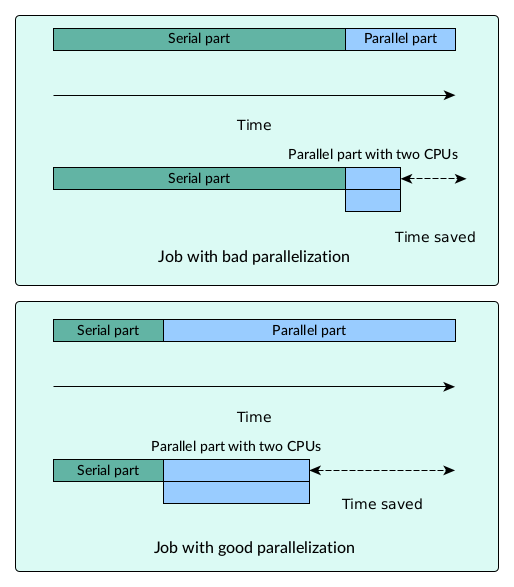 Serial part
Parallel part
Time
Parallel part with two CPUs
Serial part
Time saved
Job with bad parallelization
Serial part
Parallel part
Time
Parallel part with two CPUs
Serial part
Time saved
Job with good parallelization